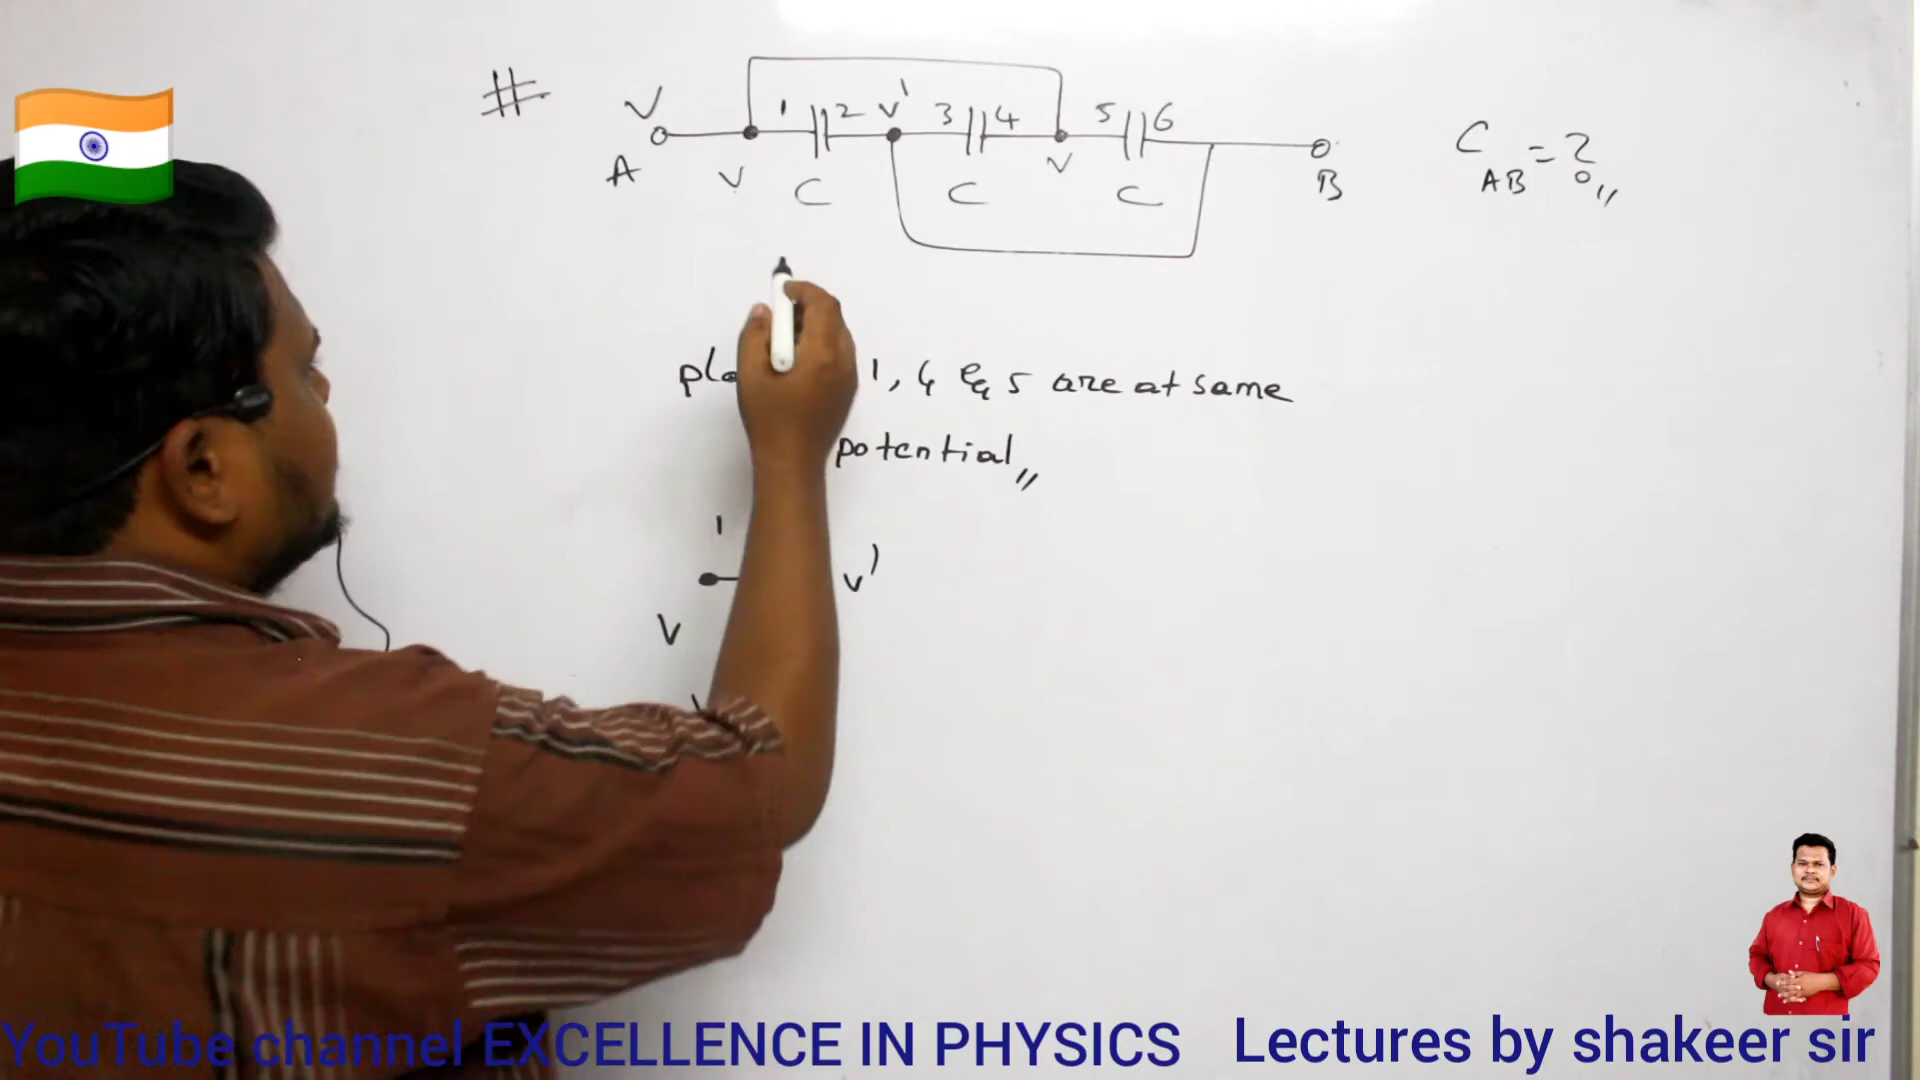 #
V
A
1 2 V' 3 4 5 6
V
C
C
V
C
B
C AB = ?
1, 4 & 5 are at same
potential
1
V'
V
YouTube channel EXCELLENCE IN PHYSICS
Lectures by shakeer sir